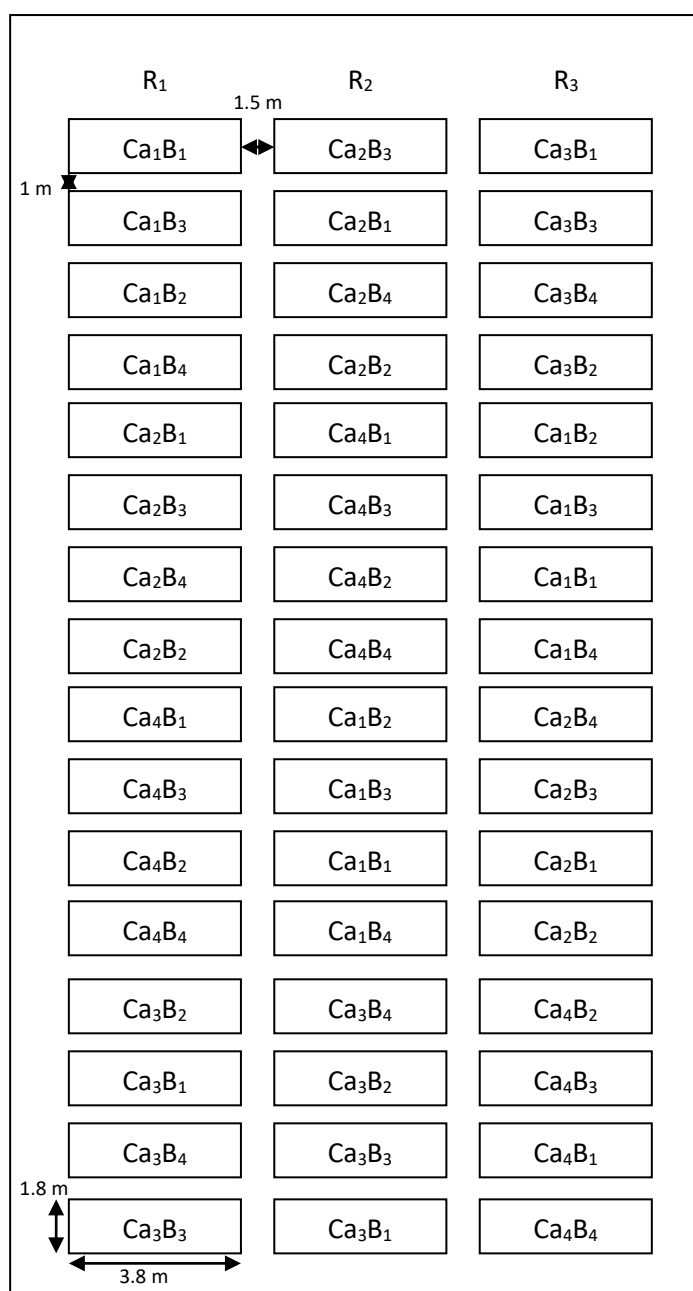 R₁ R₂ R₃
1.5 m
Ca₁B₁ Ca₂B₃ Ca₃B₁
1 m
Ca₁B₃ Ca₂B₁ Ca₃B₃
Ca₁B₂ Ca₂B₄ Ca₃B₄
Ca₁B₄ Ca₂B₂ Ca₃B₂
Ca₂B₁ Ca₄B₁ Ca₁B₂
Ca₂B₃ Ca₄B₃ Ca₁B₃
Ca₂B₄ Ca₄B₂ Ca₁B₁
Ca₂B₂ Ca₄B₄ Ca₁B₄
Ca₄B₁ Ca₁B₂ Ca₂B₄
Ca₄B₃ Ca₁B₃ Ca₂B₃
Ca₄B₂ Ca₁B₁ Ca₂B₁
Ca₄B₄ Ca₁B₄ Ca₂B₂
Ca₃B₂ Ca₃B₄ Ca₄B₂
Ca₃B₁ Ca₃B₂ Ca₄B₃
Ca₃B₄ Ca₃B₃ Ca₄B₁
1.8 m
Ca₃B₃ Ca₃B₁ Ca₄B₄
3.8 m